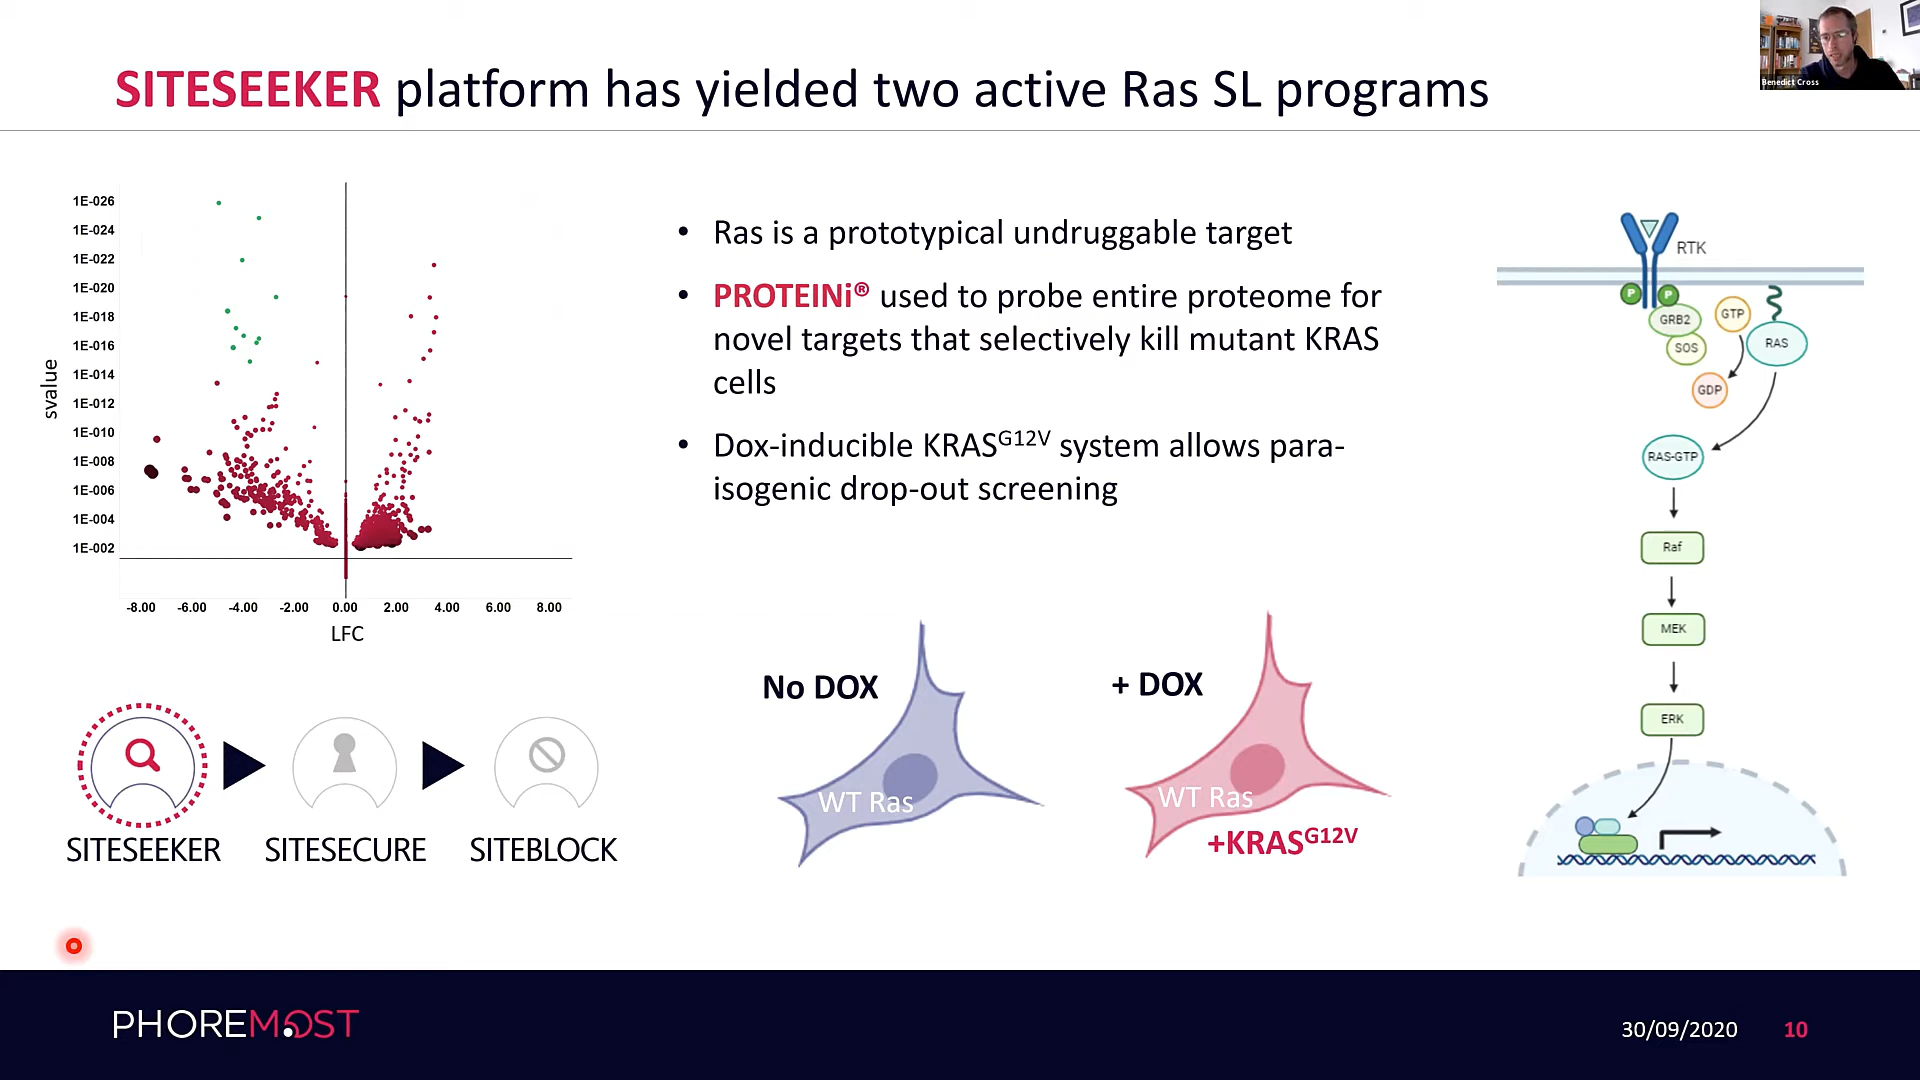 SITESEEKER platform has yielded two active Ras SL programs
Benedict Cross
1E-026
1E-024
1E-022
1E-020
1E-018
1E-016
1E-014
1E-012
1E-010
1E-008
1E-006
1E-004
1E-002
svalue
-8.00 -6.00 -4.00 -2.00 0.00 2.00 4.00 6.00 8.00
LFC
• Ras is a prototypical undruggable target
• PROTEINi® used to probe entire proteome for
novel targets that selectively kill mutant KRAS
cells
• Dox-inducible KRASG12V system allows para-
isogenic drop-out screening
No DOX
WT Ras
+ DOX
WT Ras
+KRASG12V
RTK
P P
GRB2
SOS
GTP
GDP
RAS
RAS-GTP
Raf
MEK
ERK
SITESEEKER SITESECURE SITEBLOCK
PHOREMOST
30/09/2020 10